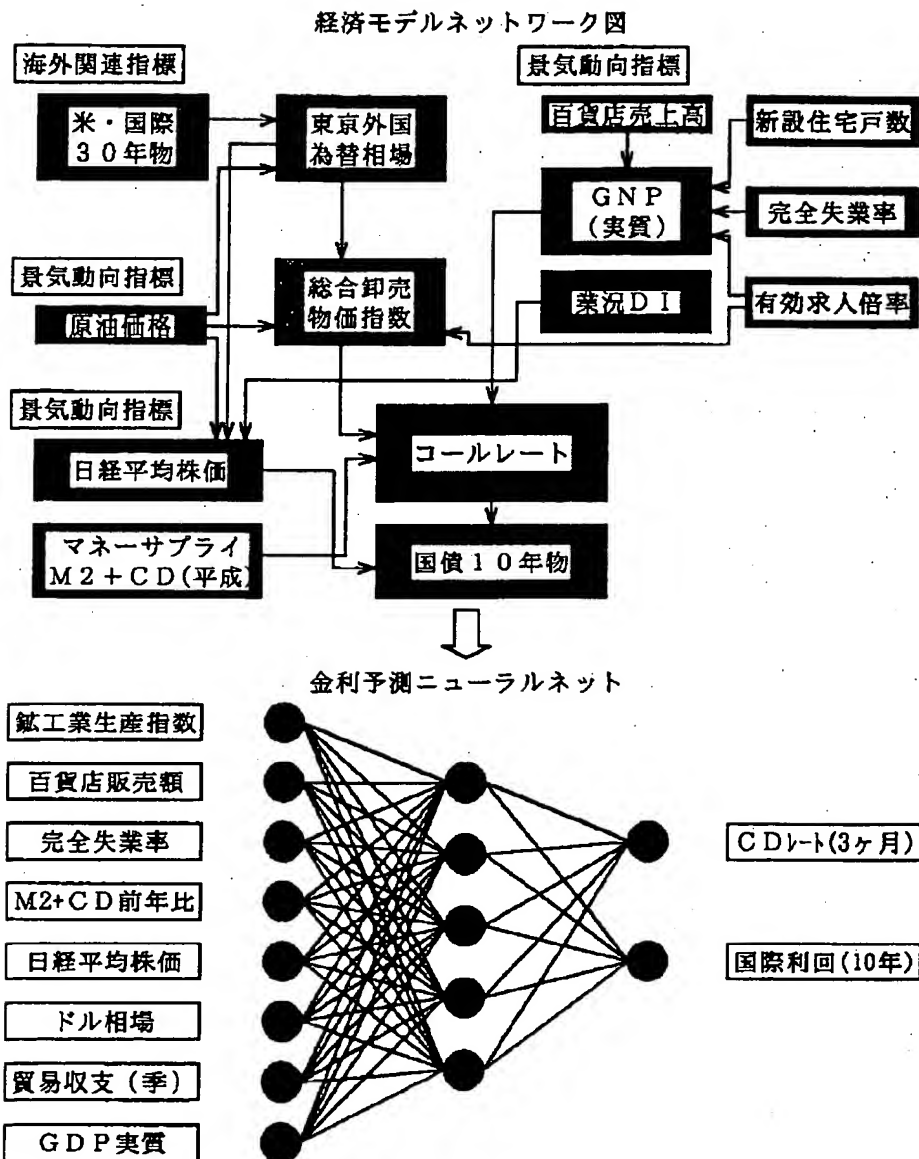 経済モデルネットワーク図
海外関連指標
景気動向指標
米・国際
３０年物
東京外国
為替相場
百貨店売上高
新設住宅戸数
ＧＮＰ
(実質)
完全失業率
景気動向指標
総合卸売
物価指数
業況ＤＩ
有効求人倍率
原油価格
景気動向指標
日経平均株価
コールレート
マネーサプライ
Ｍ２＋ＣＤ(平成)
国債１０年物
金利予測ニューラルネット
鉱工業生産指数
百貨店販売額
完全失業率
M2+CD前年比
日経平均株価
ドル相場
貿易収支（季）
ＧＤＰ実質
ＣＤﾚｰﾄ(3ヶ月)
国際利回(10年)